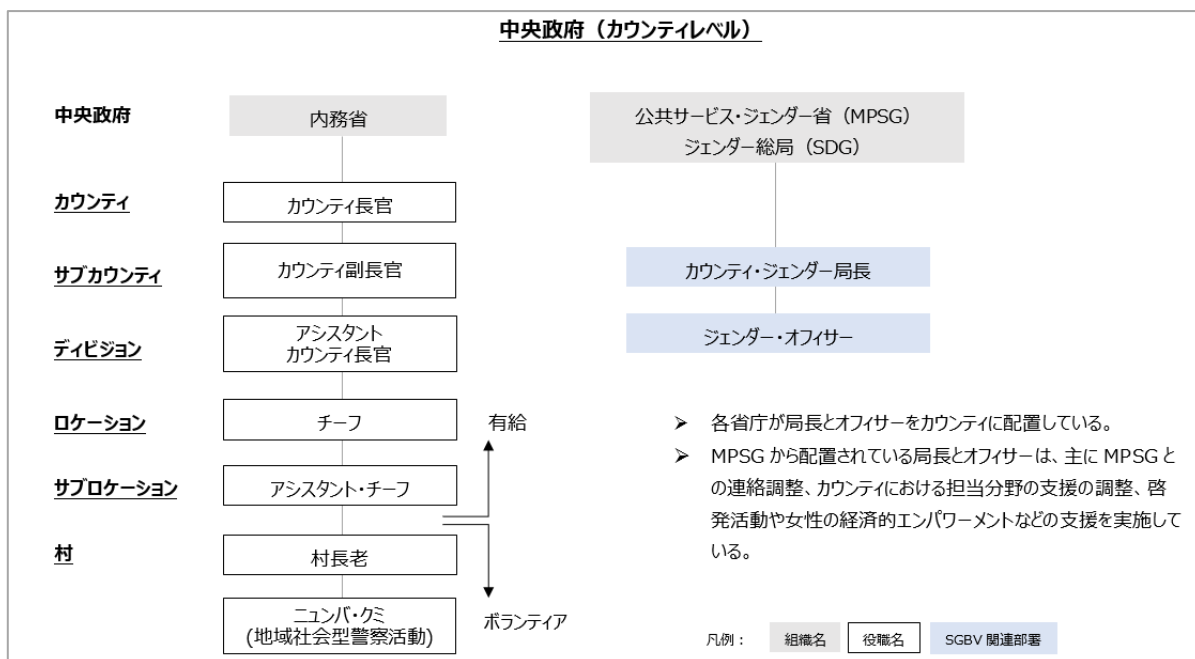 中央政府（カウンティレベル）
中央政府
内務省
公共サービス・ジェンダー省（MPSG）
ジェンダー総局（SDG）
カウンティ
カウンティ長官
サブカウンティ
カウンティ副長官
カウンティ・ジェンダー局長
ディビジョン
アシスタント
カウンティ長官
ジェンダー・オフィサー
ロケーション
チーフ
有給
サブロケーション
アシスタント・チーフ
村
村長老
ニュンバ・クミ
(地域社会型警察活動)
ボランティア
➤ 各省庁が局長とオフィサーをカウンティに配置している。
➤ MPSG から配置されている局長とオフィサーは、主に MPSG と
の連絡調整、カウンティにおける担当分野の支援の調整、啓
発活動や女性の経済的エンパワーメントなどの支援を実施して
いる。
凡例： 組織名 役職名 SGBV 関連部署